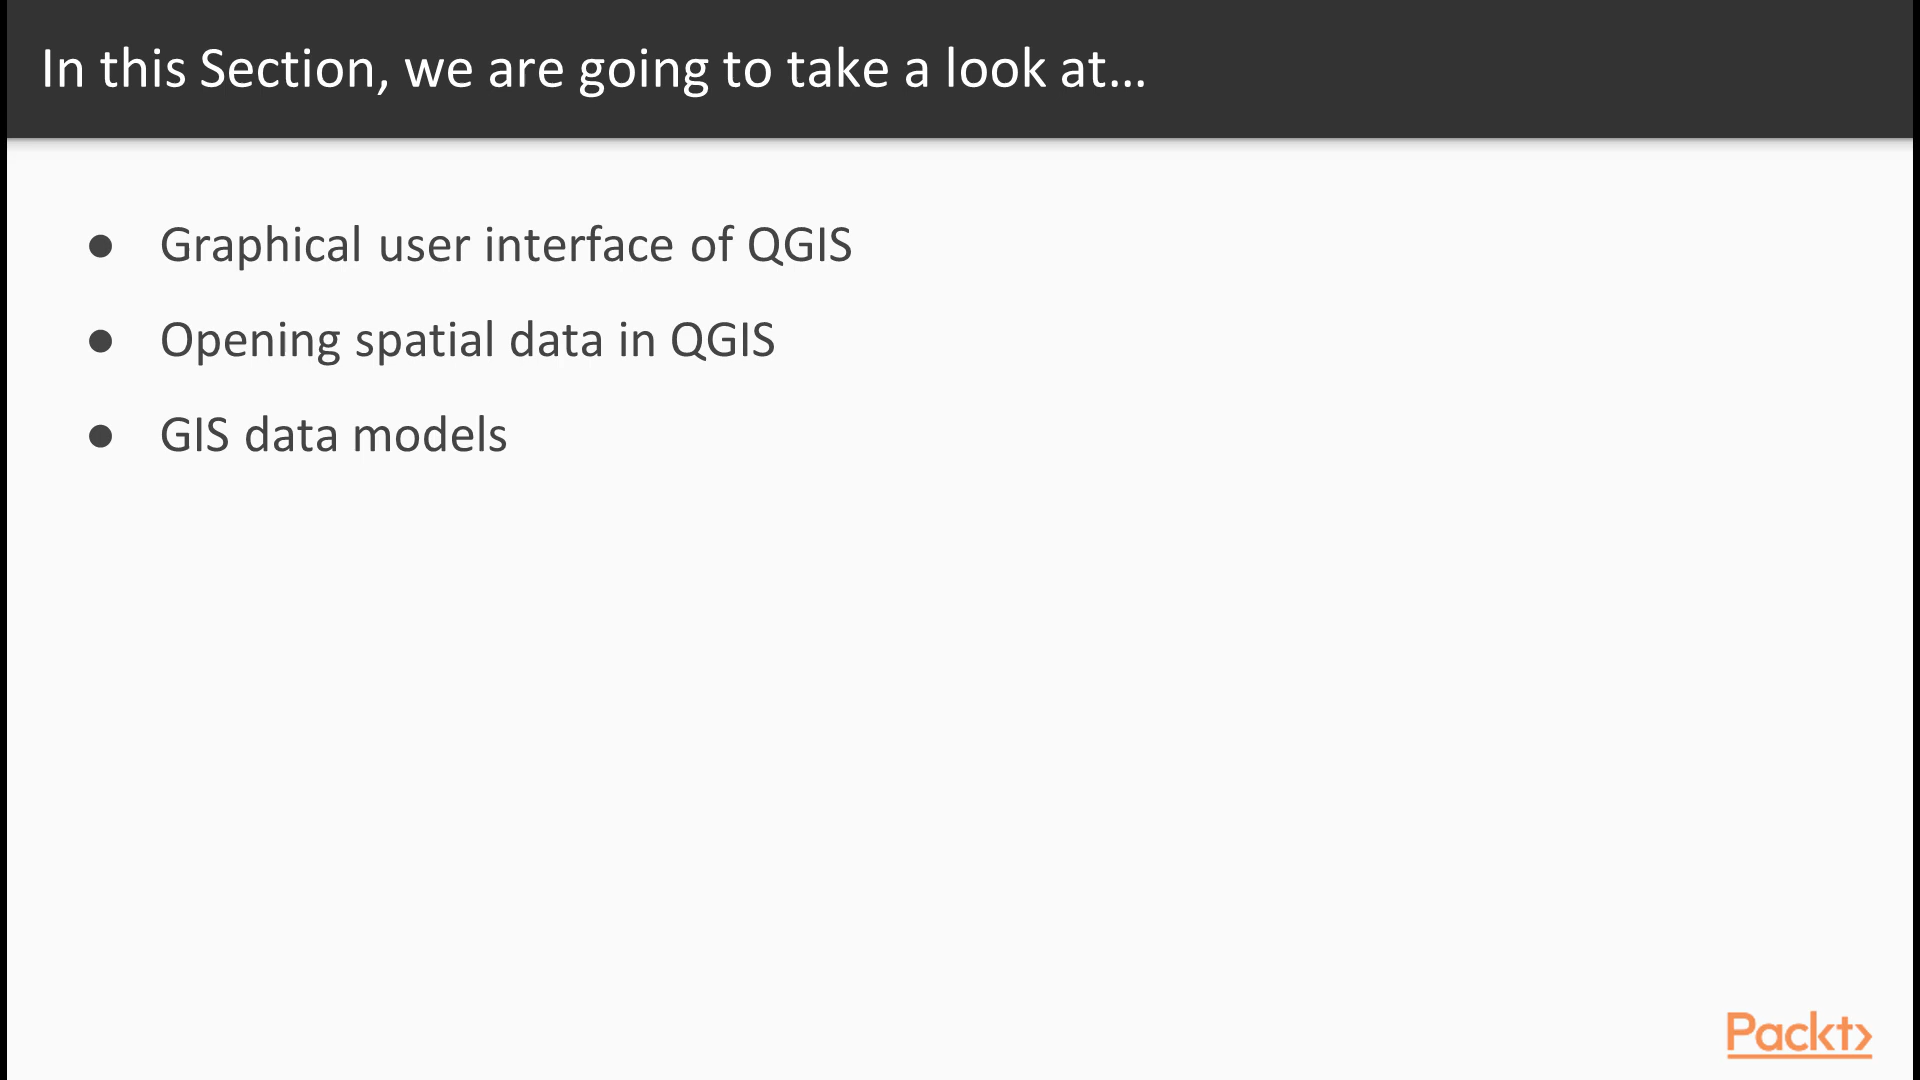 In this Section, we are going to take a look at...
● Graphical user interface of QGIS
● Opening spatial data in QGIS
● GIS data models
Packt>